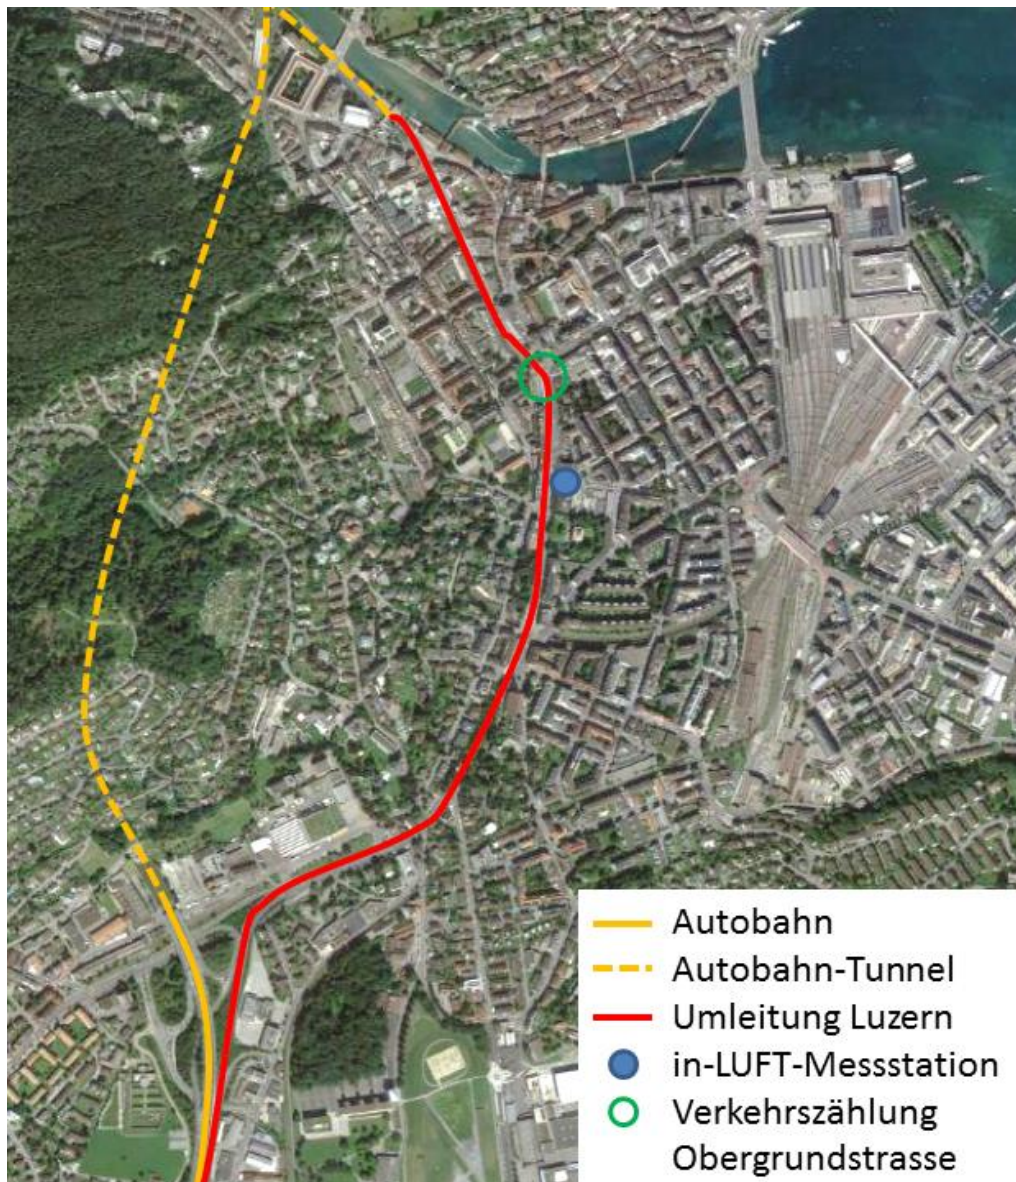 Autobahn
Autobahn-Tunnel
Umleitung Luzern
in-LUFT-Messstation
Verkehrszählung
Obergrundstrasse